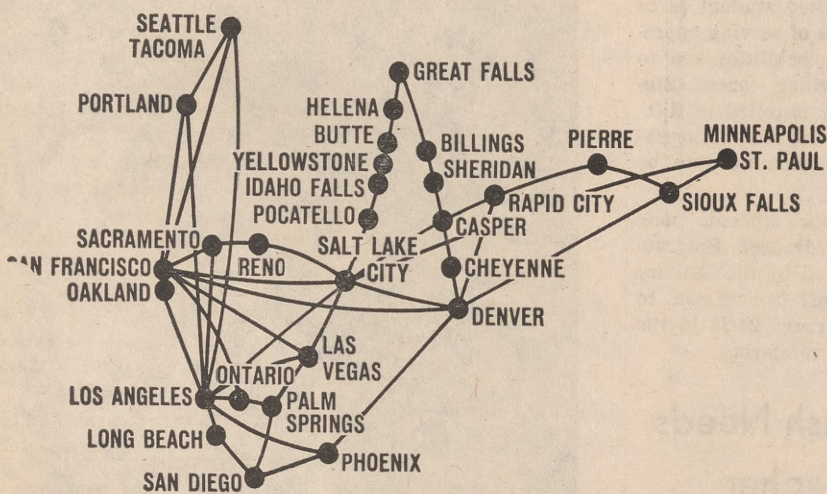 SEATTLE
TACOMA
GREAT FALLS
PORTLAND
HELENA
BUTTE
BILLINGS
PIERRE
MINNEAPOLIS
ST. PAUL
YELLOWSTONE
SHERIDAN
IDAHO FALLS
RAPID CITY
SIOUX FALLS
POCATELLO
CASPER
SACRAMENTO
RENO
SALT LAKE
CITY
CHEYENNE
FRANCISCO
OAKLAND
DENVER
LAS
VEGAS
ONTARIO
LOS ANGELES
PALM
SPRINGS
LONG BEACH
PHOENIX
SAN DIEGO